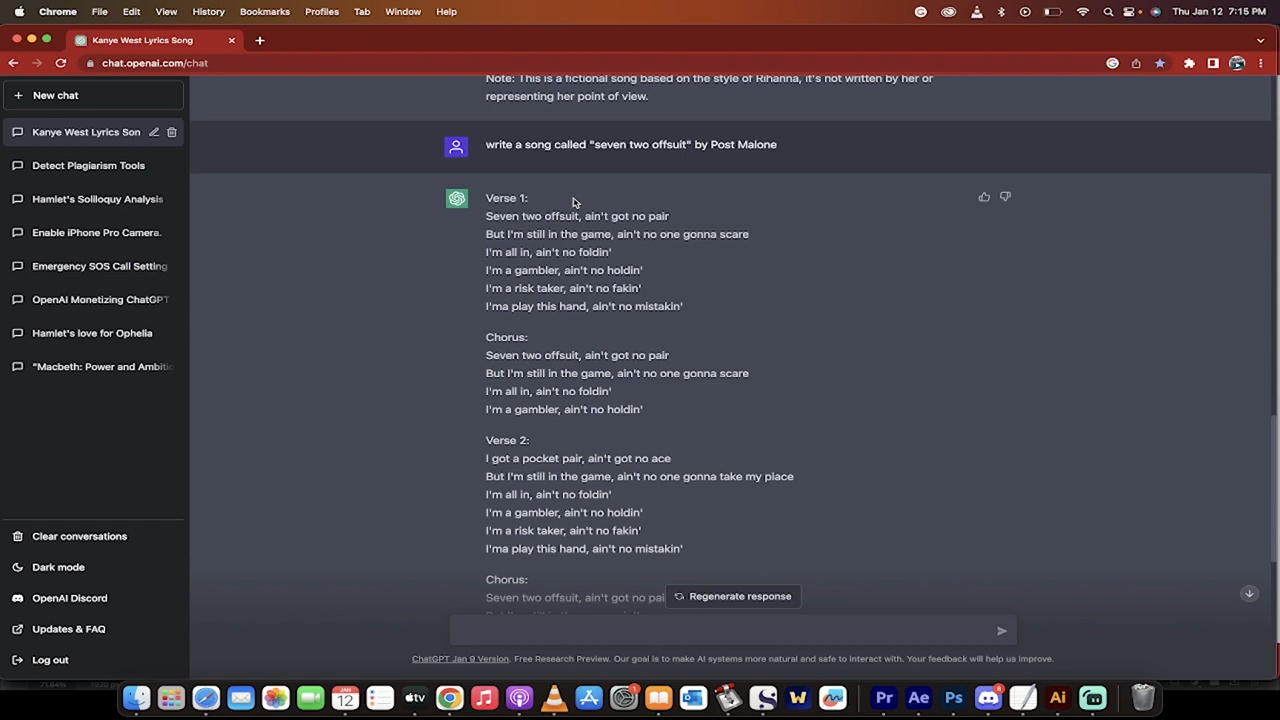 Chrome File Edit View History Bookmarks Profiles Tab Window Help Thu Jan 12 7:15 PM
Kanye West Lyrics Song
chat.openai.com/chat
New chat
Kanye West Lyrics Son
Detect Plagiarism Tools
Hamlet's Soliloquy Analysis
Enable iPhone Pro Camera.
Emergency SOS Call Setting
OpenAI Monetizing ChatGPT
Hamlet's love for Ophelia
"Macbeth: Power and Ambitio
Clear conversations
Dark mode
OpenAI Discord
Updates & FAQ
Log out
Note: This is a fictional song based on the style of Rihanna, it's not written by her or
representing her point of view.
write a song called "seven two offsuit" by Post Malone
Verse 1:
Seven two offsuit, ain't got no pair
But I'm still in the game, ain't no one gonna scare
I'm all in, ain't no foldin'
I'm a gambler, ain't no holdin'
I'm a risk taker, ain't no fakin'
I'ma play this hand, ain't no mistakin'
Chorus:
Seven two offsuit, ain't got no pair
But I'm still in the game, ain't no one gonna scare
I'm all in, ain't no foldin'
I'm a gambler, ain't no holdin'
Verse 2:
I got a pocket pair, ain't got no ace
But I'm still in the game, ain't no one gonna take my place
I'm all in, ain't no foldin'
I'm a gambler, ain't no holdin'
I'm a risk taker, ain't no fakin'
I'ma play this hand, ain't no mistakin'
Chorus:
Seven two offsuit, ain't got no pai
Regenerate response
ChatGPT Jan 9 Version. Free Research Preview. Our goal is to make AI systems more natural and safe to interact with. Your feedback will help us improve.
JAN
12
tv
1
W
Pr
Ae
Ps
8
Ai